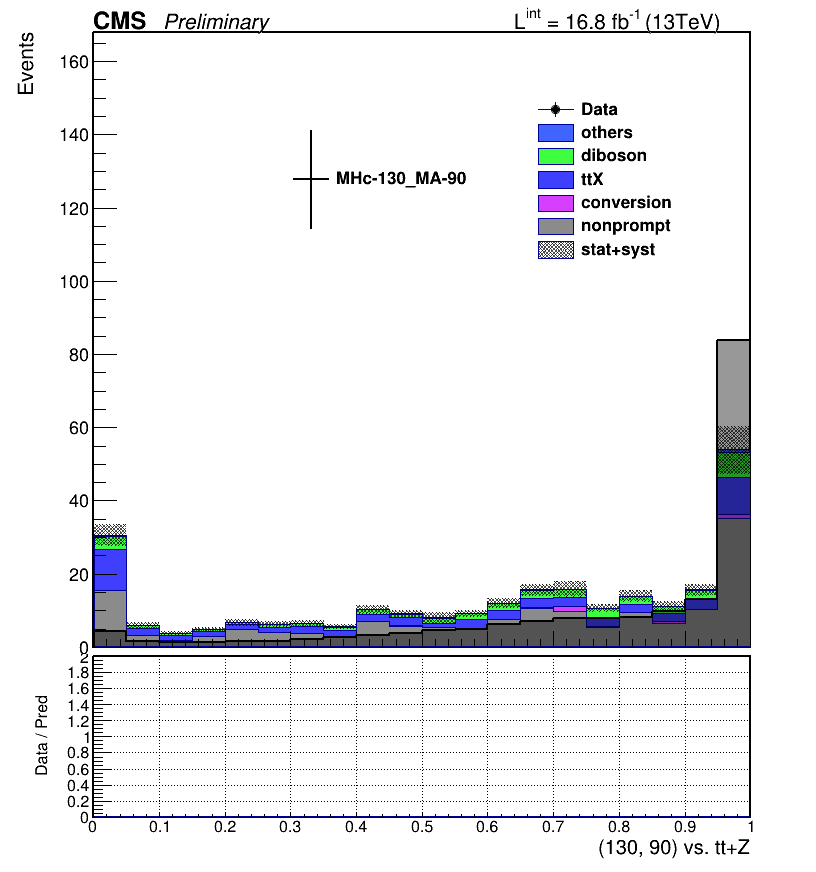 CMS Preliminary
L^int = 16.8 fb^-1 (13TeV)
Events
160
140
120
100
80
60
40
20
0
Data
others
diboson
ttX
conversion
nonprompt
stat+syst
MHc-130_MA-90
Data / Pred
2
1.8
1.6
1.4
1.2
1
0.8
0.6
0.4
0.2
0
0 0.1 0.2 0.3 0.4 0.5 0.6 0.7 0.8 0.9 1
(130, 90) vs. tt+Z